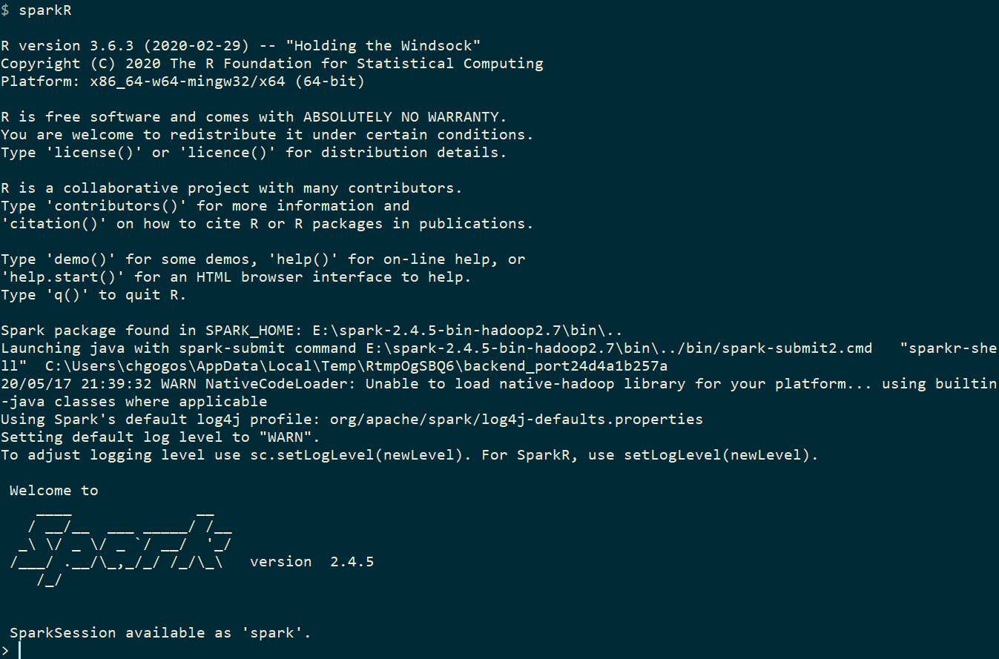 $ sparkR
R version 3.6.3 (2020-02-29) -- "Holding the Windsock"
Copyright (C) 2020 The R Foundation for Statistical Computing
Platform: x86_64-w64-mingw32/x64 (64-bit)
R is free software and comes with ABSOLUTELY NO WARRANTY.
You are welcome to redistribute it under certain conditions.
Type 'license()' or 'licence()' for distribution details.
R is a collaborative project with many contributors.
Type 'contributors()' for more information and
'citation()' on how to cite R or R packages in publications.
Type 'demo()' for some demos, 'help()' for on-line help, or
'help.start()' for an HTML browser interface to help.
Type 'q()' to quit R.
Spark package found in SPARK_HOME: E:\spark-2.4.5-bin-hadoop2.7\bin\..
Launching java with spark-submit command E:\spark-2.4.5-bin-hadoop2.7\bin\../bin/spark-submit2.cmd   "sparkr-she
ll"  C:\Users\chgogos\AppData\Local\Temp\RtmpOgSBQ6\backend_port24d4a1b257a
20/05/17 21:39:32 WARN NativeCodeLoader: Unable to load native-hadoop library for your platform... using builtin
-java classes where applicable
Using Spark's default log4j profile: org/apache/spark/log4j-defaults.properties
Setting default log level to "WARN".
To adjust logging level use sc.setLogLevel(newLevel). For SparkR, use setLogLevel(newLevel).
 Welcome to
    ____              __
   / __/__  ___ _____/ /__
  _\ \/ _ \/ _ `/ __/  '_/
 /___/ .__/\_,_/_/ /_/\_\   version  2.4.5
    /_/
 SparkSession available as 'spark'.
>